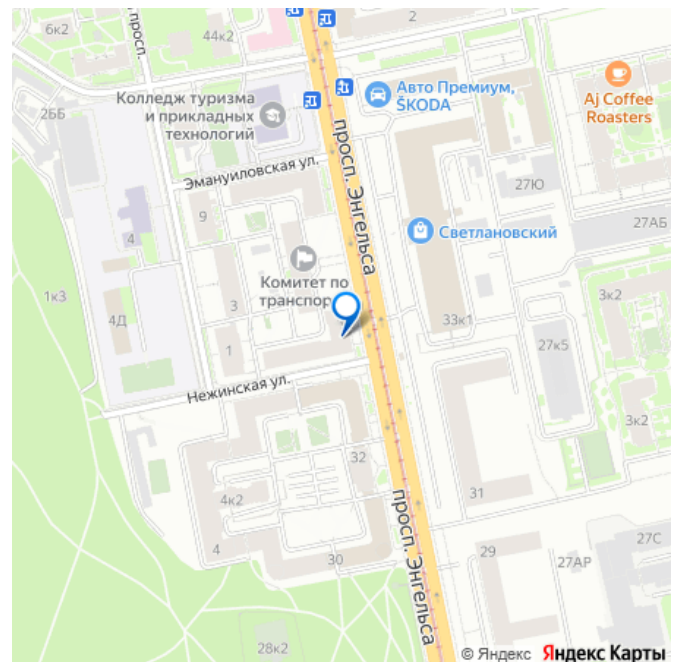 6к2
просп.
44к2
2
Авто Премиум,
ŠKODA
Aj Coffee
Roasters
2ББ
Колледж туризма
и прикладных
технологий
Эмануиловская ул.
просп. Энгельса
27Ю
27АБ
9
4
Светлановский
Комитет по
1к3
3
4Д
33к1
3к2
27к5
1
Нежинская ул.
3к2
32
4к2
31
просп. Энгельса
4
30
29
27АР
27С
28к2
© Яндекс Яндекс Карты